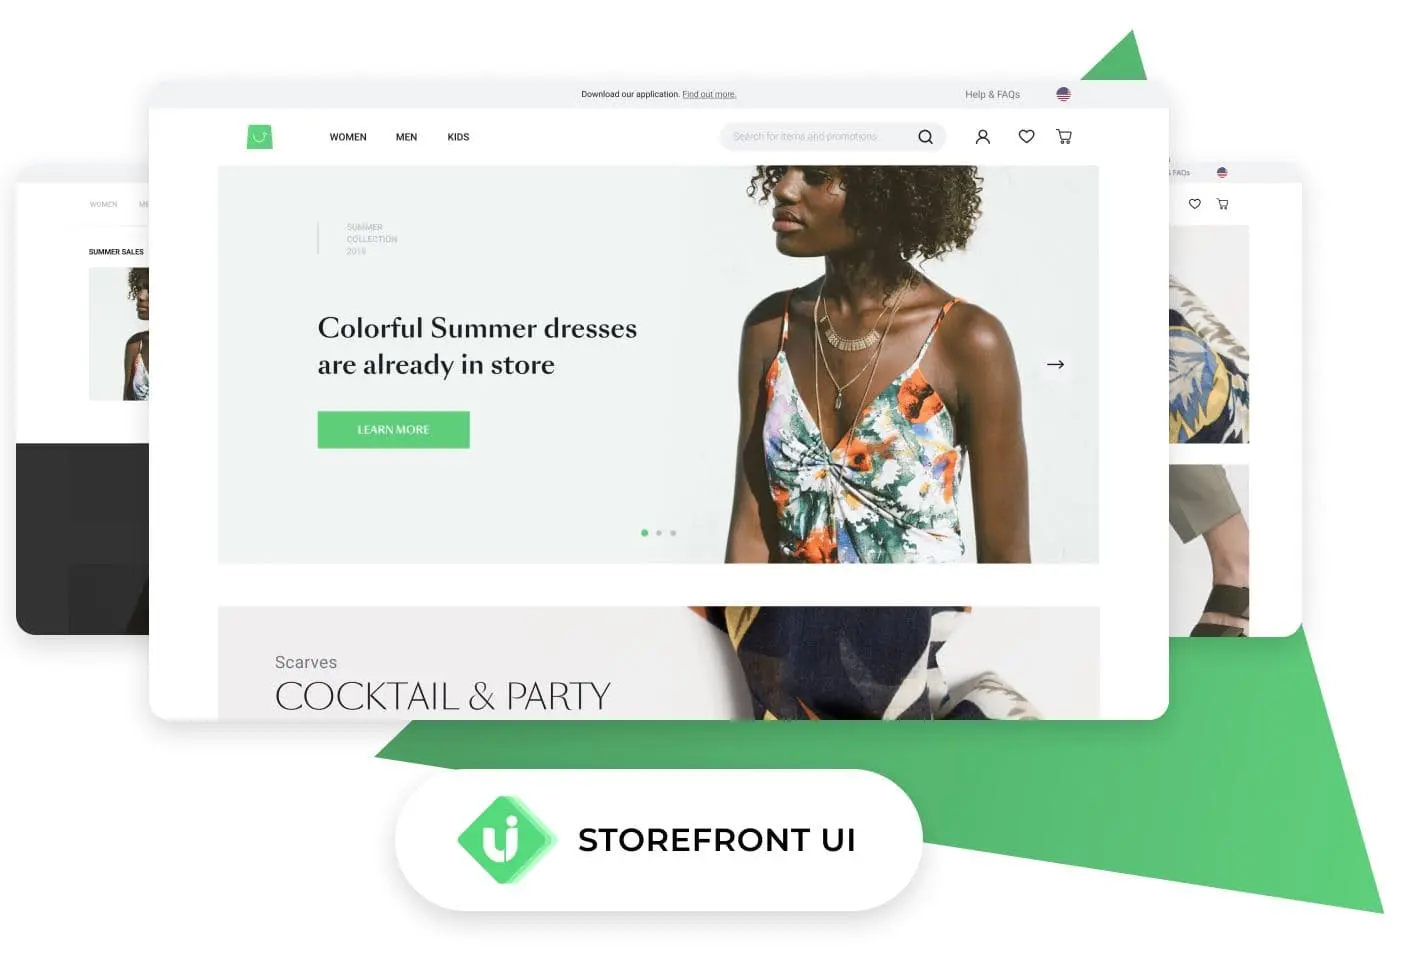 Download our application. Find out more.
Help & FAQs
WOMEN MEN KIDS
Search for items and promotions
SUMMER
COLLECTION
2019
Colorful Summer dresses
are already in store
LEARN MORE
Scarves
COCKTAIL & PARTY
WOMEN
SUMMER SALES
FAQs
ui
STOREFRONT UI